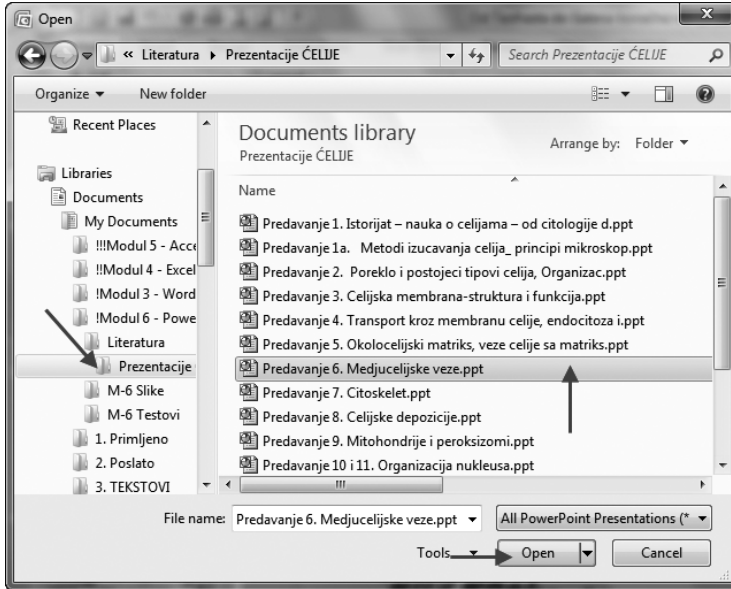 Open
« Literatura ▸ Prezentacije ĆELIJE
Search Prezentacije ĆELIJE
Organize New folder
Recent Places
Libraries
Documents
My Documents
!!!Modul 5 - Acce
!!Modul 4 - Excel
!Modul 3 - Word
!Modul 6 - Powe
Literatura
Prezentacije
M-6 Slike
M-6 Testovi
1. Primljeno
2. Poslato
3. TEKSTOVI
Documents library
Prezentacije ĆELIJE
Arrange by: Folder
Name
Predavanje 1. Istorijat – nauka o celijama – od citologije d.ppt
Predavanje 1a. Metodi izucavanja celija_ principi mikroskop.ppt
Predavanje 2. Poreklo i postojeci tipovi celija, Organizac.ppt
Predavanje 3. Celijska membrana-struktura i funkcija.ppt
Predavanje 4. Transport kroz membranu celije, endocitoza i.ppt
Predavanje 5. Okolocelijski matriks, veze celije sa matriks.ppt
Predavanje 6. Medjucelijske veze.ppt
Predavanje 7. Citoskelet.ppt
Predavanje 8. Celijske depozicije.ppt
Predavanje 9. Mitohondrije i peroksizomi.ppt
Predavanje 10 i 11. Organizacija nukleusa.ppt
File name: Predavanje 6. Medjucelijske veze.ppt
All PowerPoint Presentations (*
Tools Open Cancel